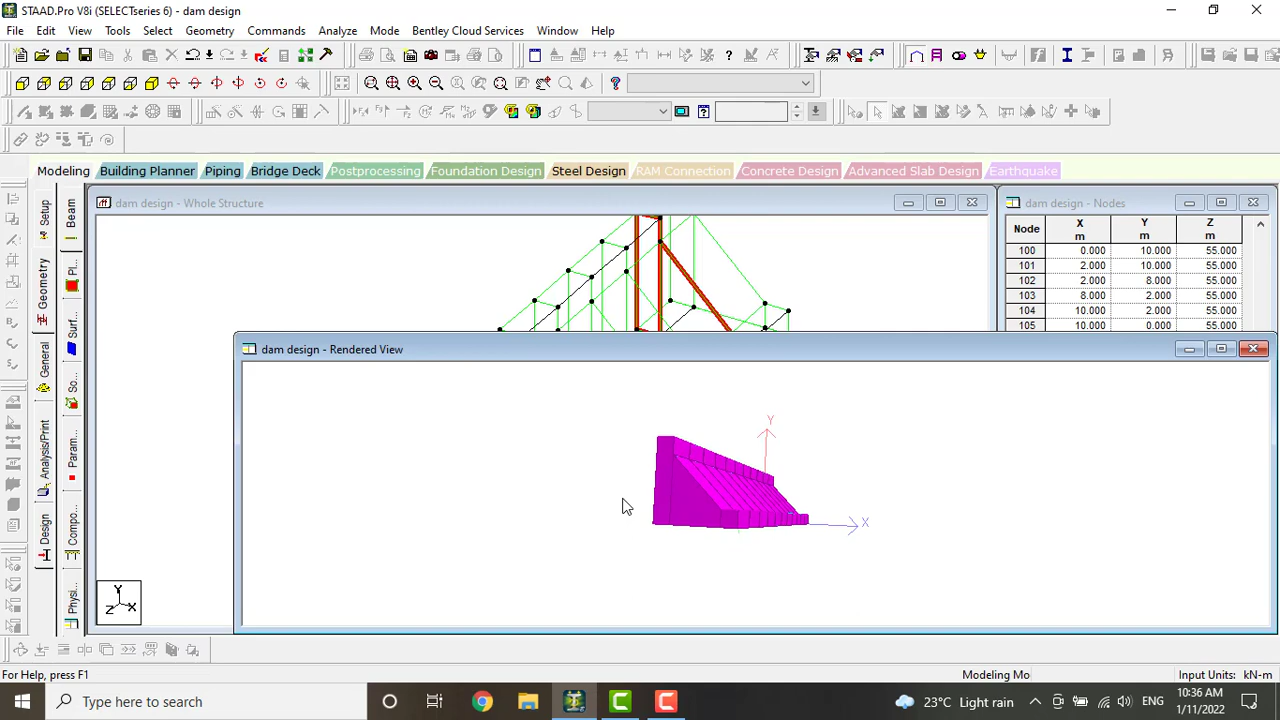 STAAD.Pro V8i (SELECTseries 6) - dam design
File Edit View Tools Select Geometry Commands Analyze Mode Bentley Cloud Services Window Help
Modeling Building Planner Piping Bridge Deck Postprocessing Foundation Design Steel Design RAM Connection Concrete Design Advanced Slab Design Earthquake
Setup
Geometry
General
Analysis/Print
Design
Beam
Pl...
Surf...
So...
Param...
Compo...
Physi...
dam design - Whole Structure
dam design - Nodes
Node X m Y m Z m
100 0.000 10.000 55.000
101 2.000 10.000 55.000
102 2.000 8.000 55.000
103 8.000 2.000 55.000
104 10.000 2.000 55.000
105 10.000 0.000 55.000
dam design - Rendered View
Y
X
Y
Z X
For Help, press F1 Modeling Mo Input Units: kN-m
Type here to search
23°C Light rain
ENG
10:36 AM
1/11/2022